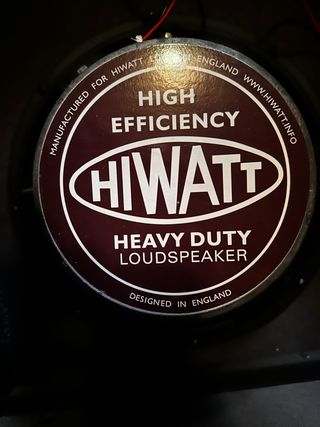 MANUFACTURED FOR HIWATT ENGLAND WWW.HIWATT.INFO
HIGH
EFFICIENCY
HIWATT
HEAVY DUTY
LOUDSPEAKER
DESIGNED IN ENGLAND